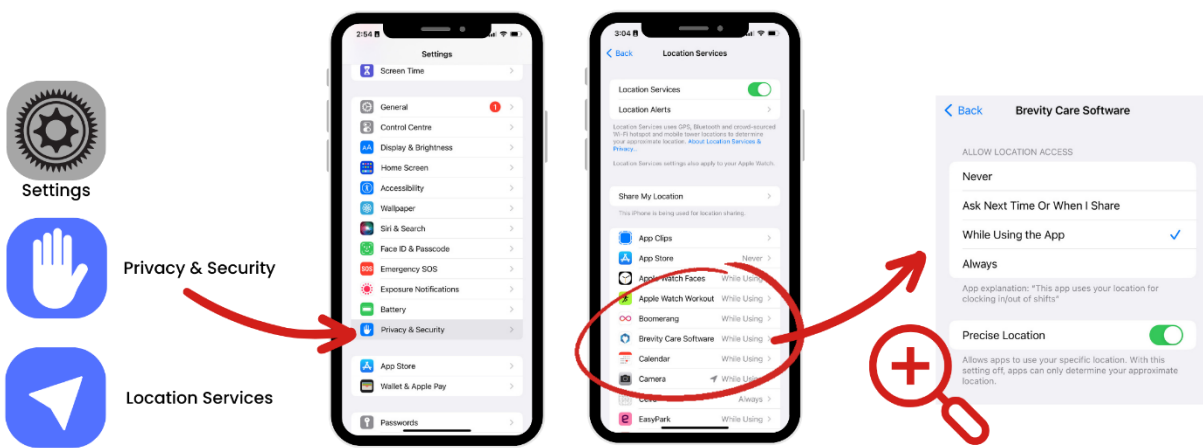 Settings
Privacy & Security
Location Services
2:54
Settings
Screen Time
General
1
Control Centre
AA
Display & Brightness
Home Screen
Accessibility
Wallpaper
Siri & Search
Face ID & Passcode
SOS
Emergency SOS
Exposure Notifications
Battery
Privacy & Security
App Store
Wallet & Apple Pay
Passwords
3:04
Back
Location Services
Location Services
Location Alerts
Location Services uses GPS, Bluetooth and crowd-sourced
Wi-Fi hotspot and mobile tower locations to determine
your approximate location. About Location Services &
Privacy...
Location Services settings also apply to your Apple Watch.
Share My Location
This iPhone is being used for location sharing.
App Clips
App Store Never
Apple Watch Faces While Using
Apple Watch Workout While Using
Boomerang While Using
Brevity Care Software While Using
Calendar While Using
Camera While Using
Always
EasyPark While Using
Back
Brevity Care Software
ALLOW LOCATION ACCESS
Never
Ask Next Time Or When I Share
While Using the App
Always
App explanation: "This app uses your location for
clocking in/out of shifts"
Precise Location
Allows apps to use your specific location. With this
setting off, apps can only determine your approximate
location.